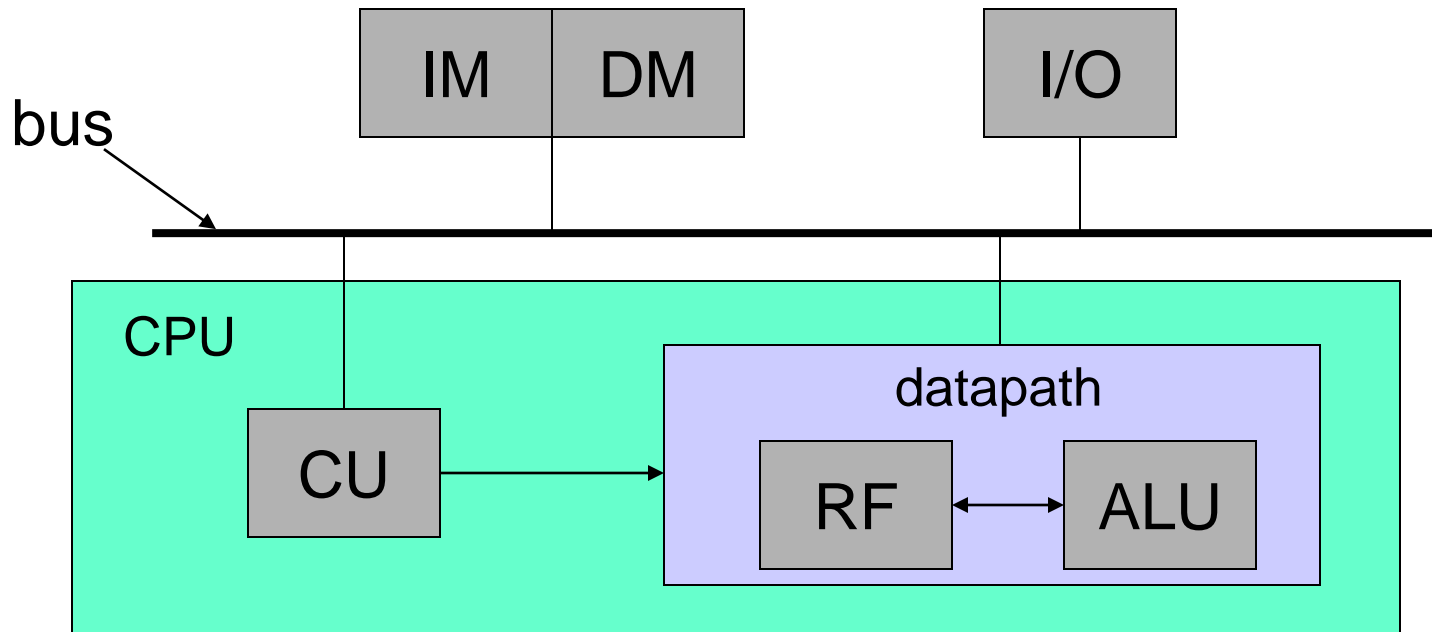 IM
DM
I/O
bus
CPU
datapath
CU
RF
ALU